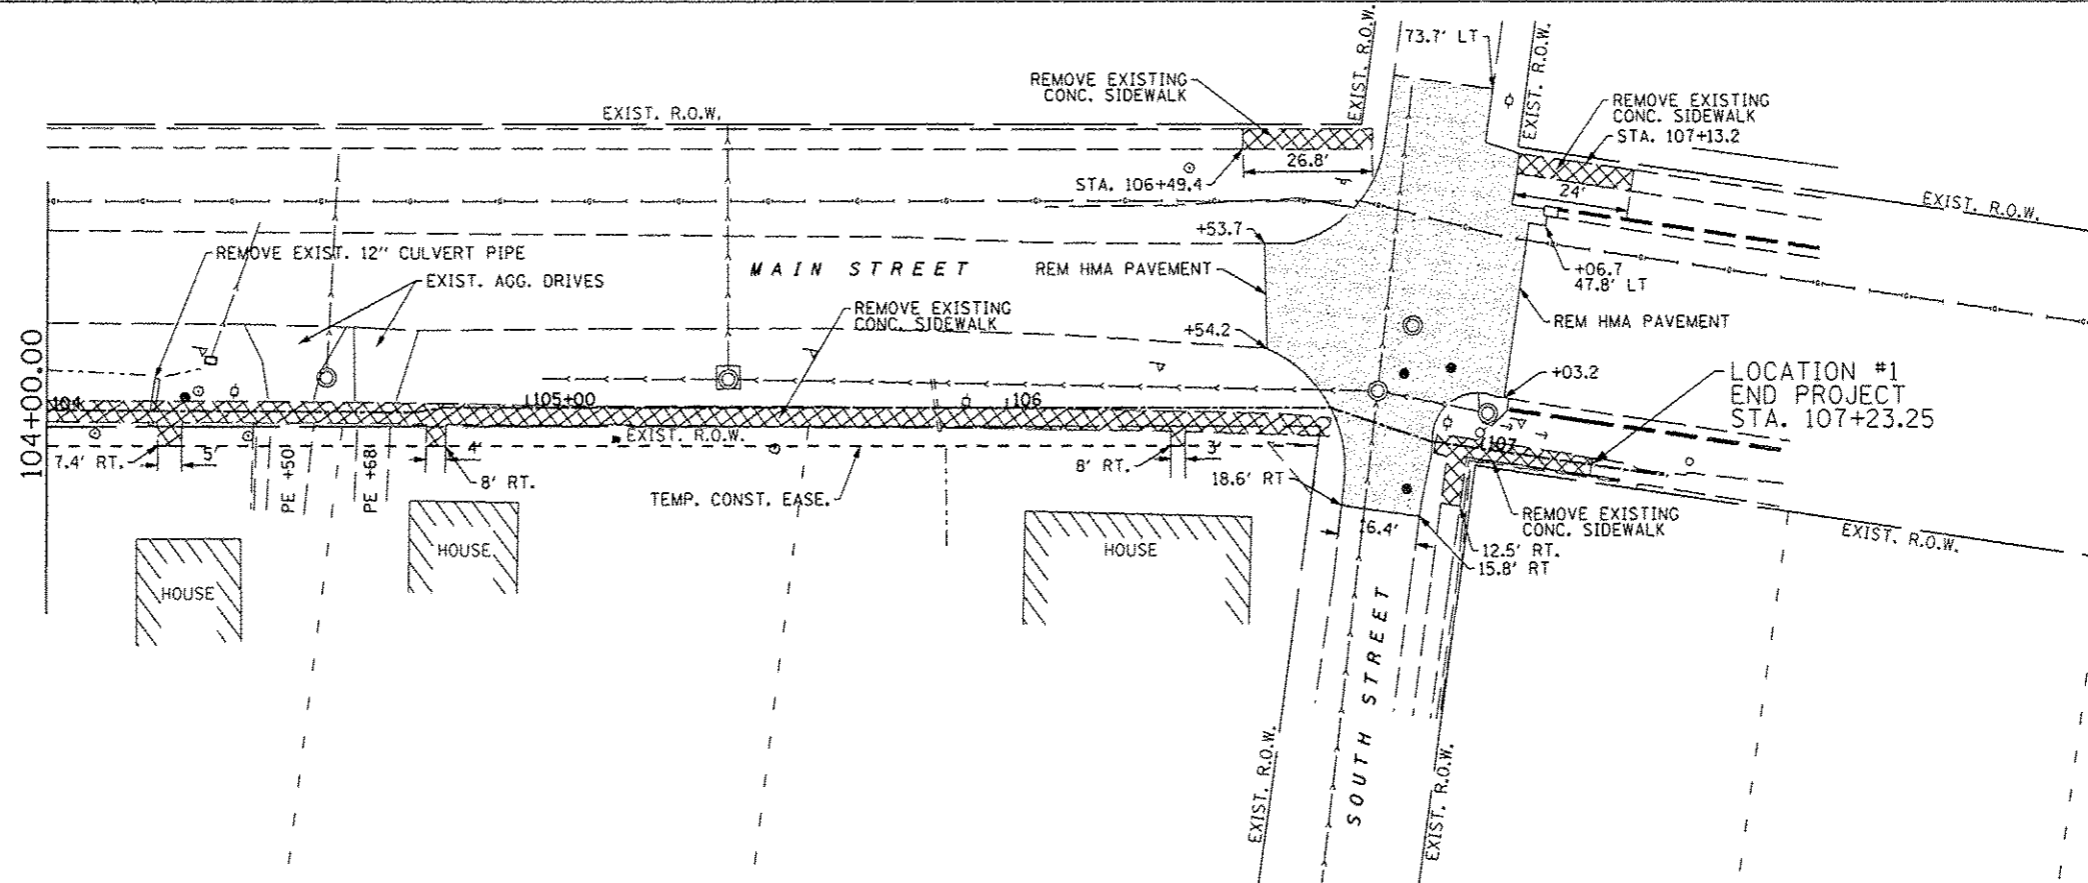 73.7' LT
EXIST. R.O.W.
EXIST. R.O.W.
REMOVE EXISTING
CONC. SIDEWALK
REMOVE EXISTING
CONC. SIDEWALK
STA. 107+13.2
EXIST. R.O.W.
26.8'
STA. 106+49.4
24'
EXIST. R.O.W.
+53.7
REMOVE EXIST. 12" CULVERT PIPE
MAIN STREET
REM HMA PAVEMENT
+06.7
47.8' LT
EXIST. AGG. DRIVES
REMOVE EXISTING
CONC. SIDEWALK
+54.2
REM HMA PAVEMENT
LOCATION #1
END PROJECT
STA. 107+23.25
+03.2
104+00.00
104
105+00
106
107
EXIST. R.O.W.
7.4' RT.
5'
PE +50
PE +68
4'
8' RT.
TEMP. CONST. EASE.
8' RT.
3'
18.6' RT
REMOVE EXISTING
CONC. SIDEWALK
EXIST. R.O.W.
16.4'
12.5' RT.
15.8' RT
HOUSE
HOUSE
HOUSE
SOUTH STREET
EXIST. R.O.W.
EXIST. R.O.W.